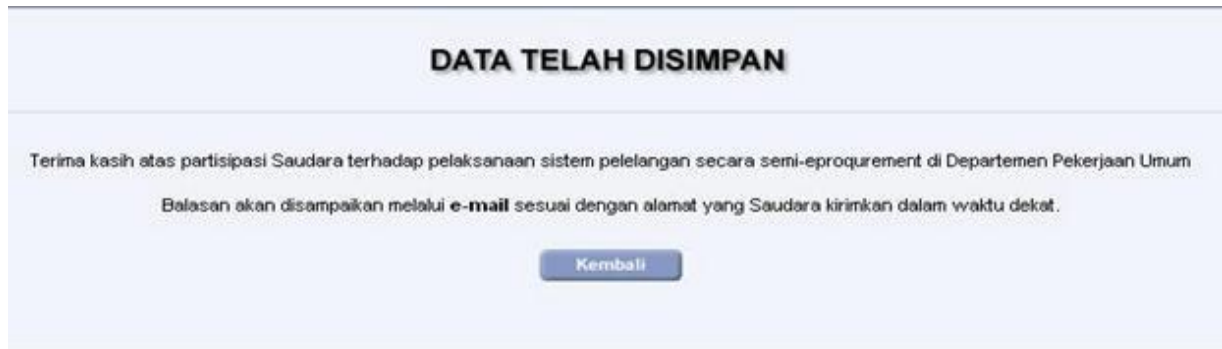 DATA TELAH DISIMPAN
Terima kasih atas partisipasi Saudara terhadap pelaksanaan sistem pelelangan secara semi-eproqurement di Departemen Pekerjaan Umum
Balasan akan disampaikan melalui e-mail sesuai dengan alamat yang Saudara kirimkan dalam waktu dekat.
Kembali